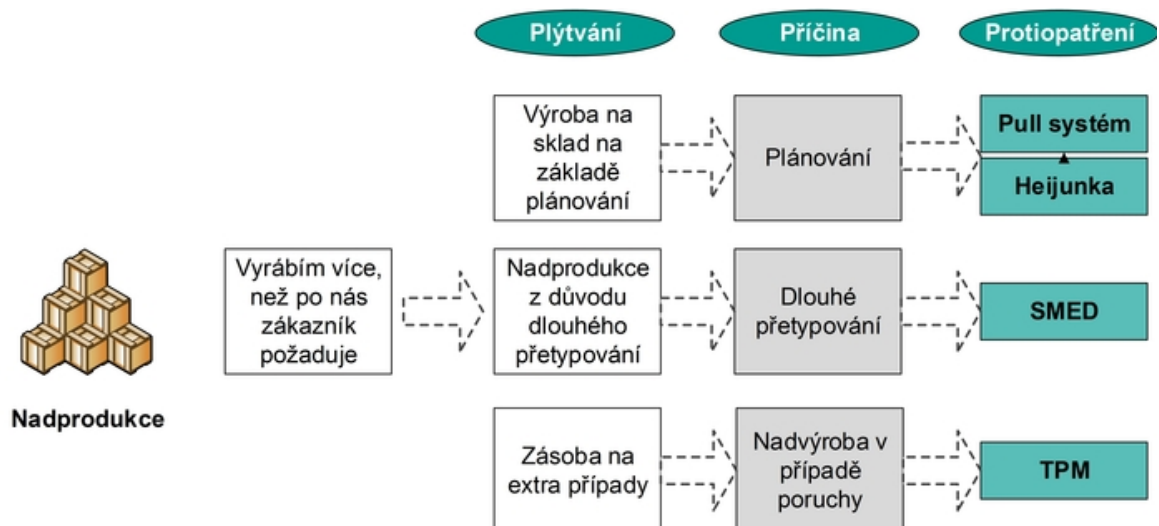 Plýtvání
Příčina
Protiopatření
Výroba na
sklad na
základě
plánování
Plánování
Pull systém
Heijunka
Vyrábím více,
než po nás
zákazník
požaduje
Nadprodukce
z důvodu
dlouhého
přetypování
Dlouhé
přetypování
SMED
Nadprodukce
Zásoba na
extra případy
Nadvýroba v
případě
poruchy
TPM